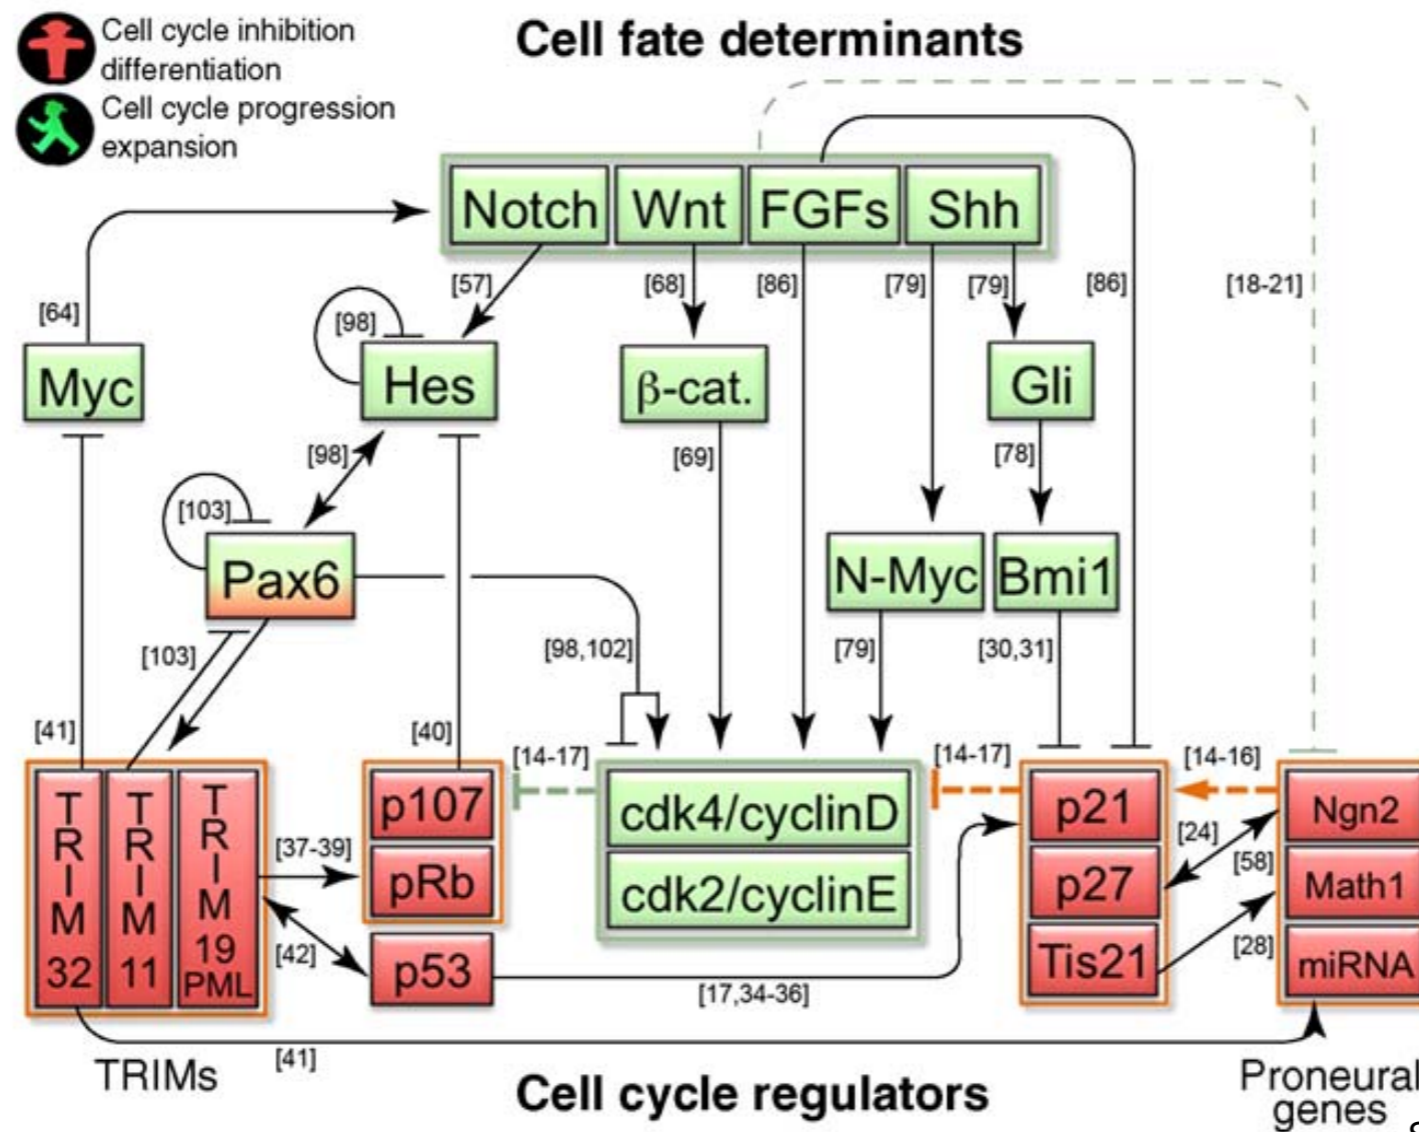 Cell cycle inhibition
differentiation
Cell cycle progression
expansion
Cell fate determinants
Notch
Wnt
FGFs
Shh
[57]
[68]
[86]
[79]
[79]
[86]
[18-21]
[64]
[98]
Myc
Hes
β-cat.
Gli
[98]
[69]
[78]
[103]
Pax6
N-Myc
Bmi1
[103]
[98,102]
[79]
[30,31]
[41]
[40]
[14-17]
[14-17]
[14-16]
TRIM
32
TRIM
11
TRIM
19
PML
p107
pRb
p53
[37-39]
[42]
cdk4/cyclinD
cdk2/cyclinE
p21
p27
Tis21
[24]
[58]
[28]
Ngn2
Math1
miRNA
[17,34-36]
[41]
TRIMs
Cell cycle regulators
Proneural
genes